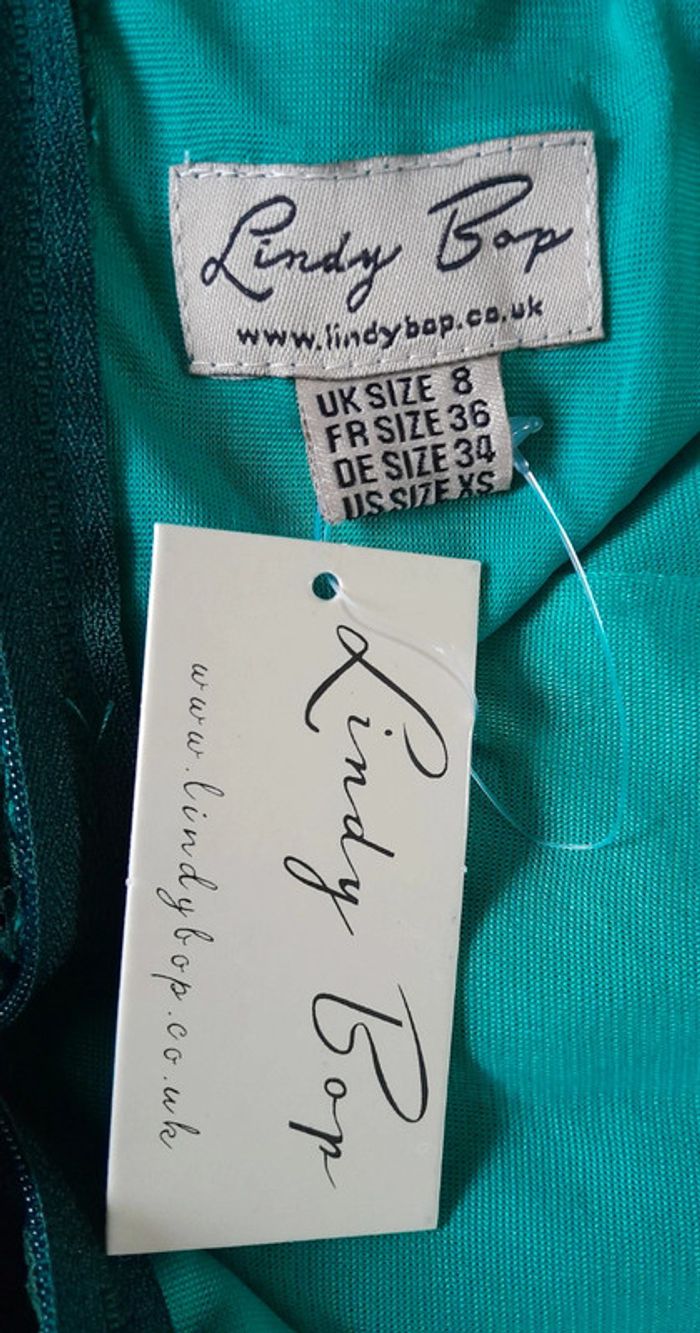 Lindy Bop
www.lindybop.co.uk
UK SIZE 8
FR SIZE 36
DE SIZE 34
US SIZE XS
Lindy Bop
www.lindybop.co.uk